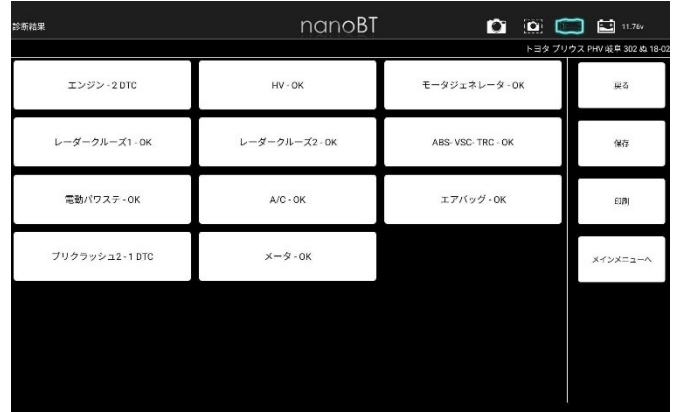 診断結果
nanoBT
11.76v
トヨタ プリウス PHV 岐阜 302 ぬ 18-02
エンジン - 2 DTC
HV - OK
モータジェネレータ - OK
戻る
レーダークルーズ1 - OK
レーダークルーズ2 - OK
ABS- VSC- TRC - OK
保存
電動パワステ - OK
A/C - OK
エアバッグ - OK
印刷
プリクラッシュ2 - 1 DTC
メータ - OK
メインメニューへ